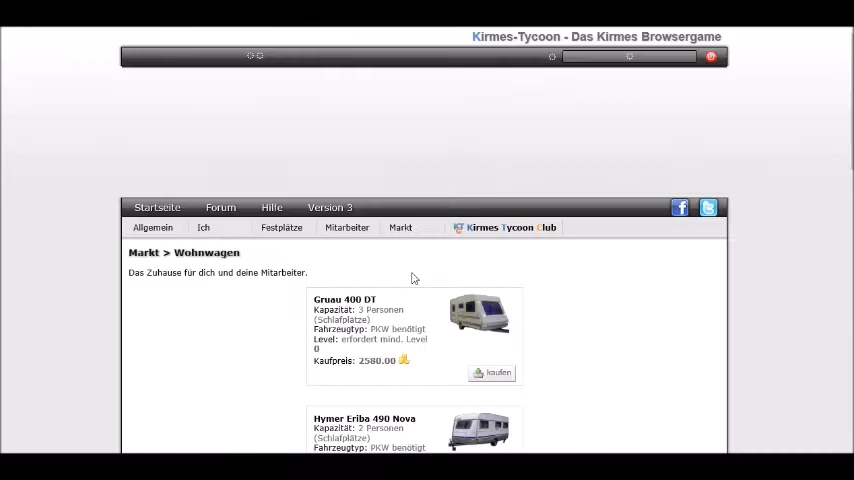 Kirmes-Tycoon - Das Kirmes Browsergame
Startseite Forum Hilfe Version 3
Allgemein Ich Festplätze Mitarbeiter Markt Kirmes Tycoon Club
Markt > Wohnwagen
Das Zuhause für dich und deine Mitarbeiter.
Gruau 400 DT
Kapazität: 3 Personen
(Schlafplätze)
Fahrzeugtyp: PKW benötigt
Level: erfordert mind. Level
0
Kaufpreis: 2580.00
kaufen
Hymer Eriba 490 Nova
Kapazität: 2 Personen
(Schlafplätze)
Fahrzeugtyp: PKW benötigt